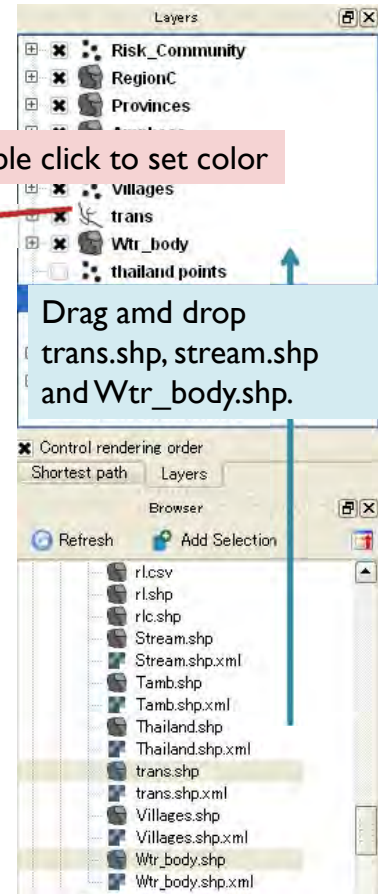 Layers
Risk_Community
RegionC
Provinces
ble click to set color
Villages
trans
Wtr_body
thailand points
Drag amd drop
trans.shp, stream.shp
and Wtr_body.shp.
Control rendering order
Shortest path Layers
Browser
Refresh Add Selection
rl.csv
rl.shp
rlc.shp
Stream.shp
Stream.shp.xml
Tamb.shp
Tamb.shp.xml
Thailand.shp
Thailand.shp.xml
trans.shp
trans.shp.xml
Villages.shp
Villages.shp.xml
Wtr_body.shp
Wtr_body.shp.xml